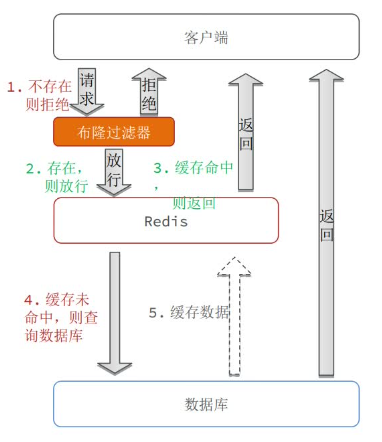 客户端
1. 不存在
则拒绝
请求
拒绝
布隆过滤器
2. 存在，
则放行
放行
3. 缓存命中
，
则返回
返回
Redis
返回
4. 缓存未
命中，则查
询数据库
5. 缓存数据
数据库